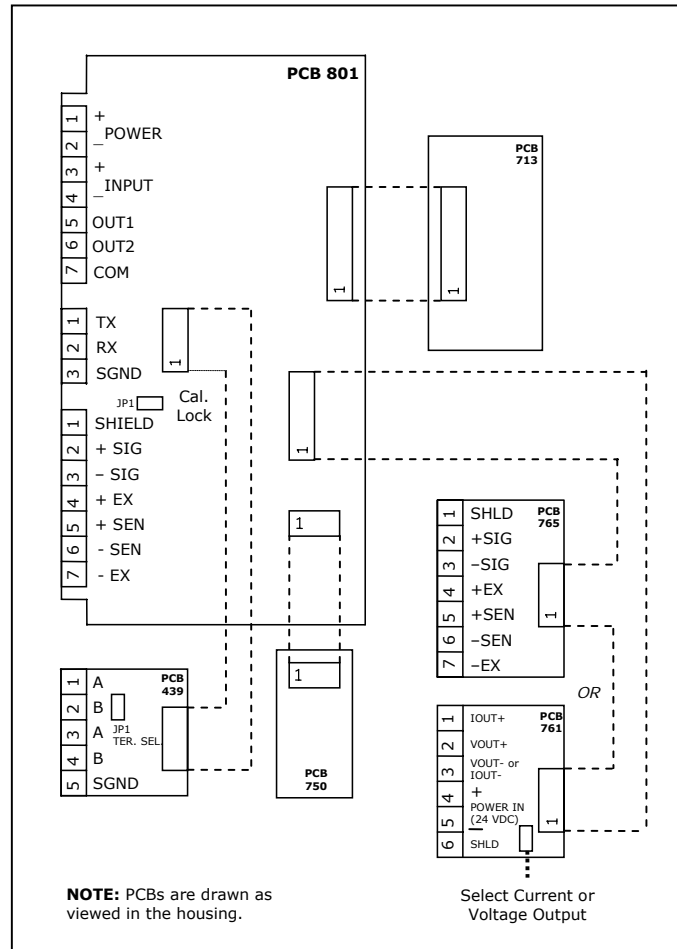 PCB 801
1 +
POWER
2 –
3 +
INPUT
4 –
5 OUT1
6 OUT2
7 COM
1 TX
2 RX
3 SGND
1
JP1
Cal.
Lock
1 SHIELD
2 + SIG
3 – SIG
4 + EX
5 + SEN
6 - SEN
7 - EX
1
1
1
PCB
713
1
PCB
439
1 A
2 B
3 A
4 B
5 SGND
JP1
TER. SEL.
1
PCB
750
PCB
765
1 SHLD
2 +SIG
3 –SIG
4 +EX
5 +SEN
6 –SEN
7 –EX
1
OR
PCB
761
1 IOUT+
2 VOUT+
3 VOUT- or
IOUT-
4 +
POWER IN
(24 VDC)
5 –
6 SHLD
1
NOTE: PCBs are drawn as
viewed in the housing.
Select Current or
Voltage Output